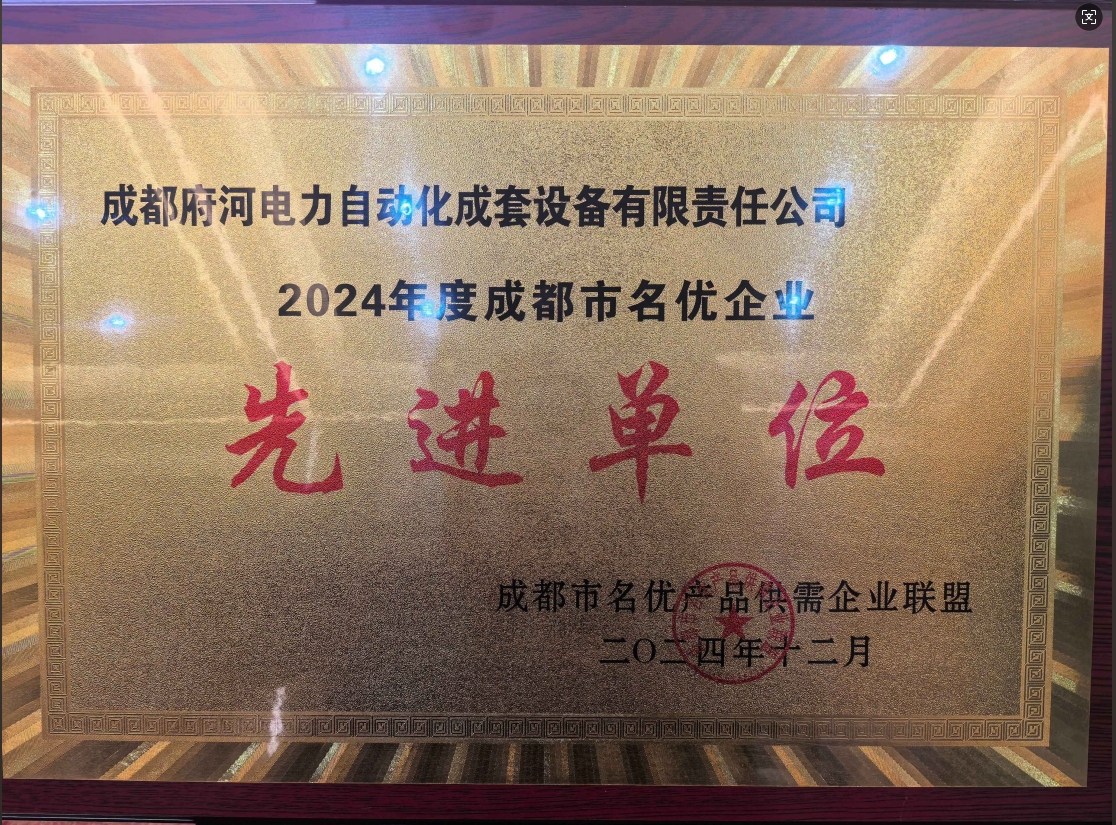 成都府河电力自动化成套设备有限责任公司
2024年度成都市名优企业
先进单位
成都市名优产品供需企业联盟
二〇二四年十二月